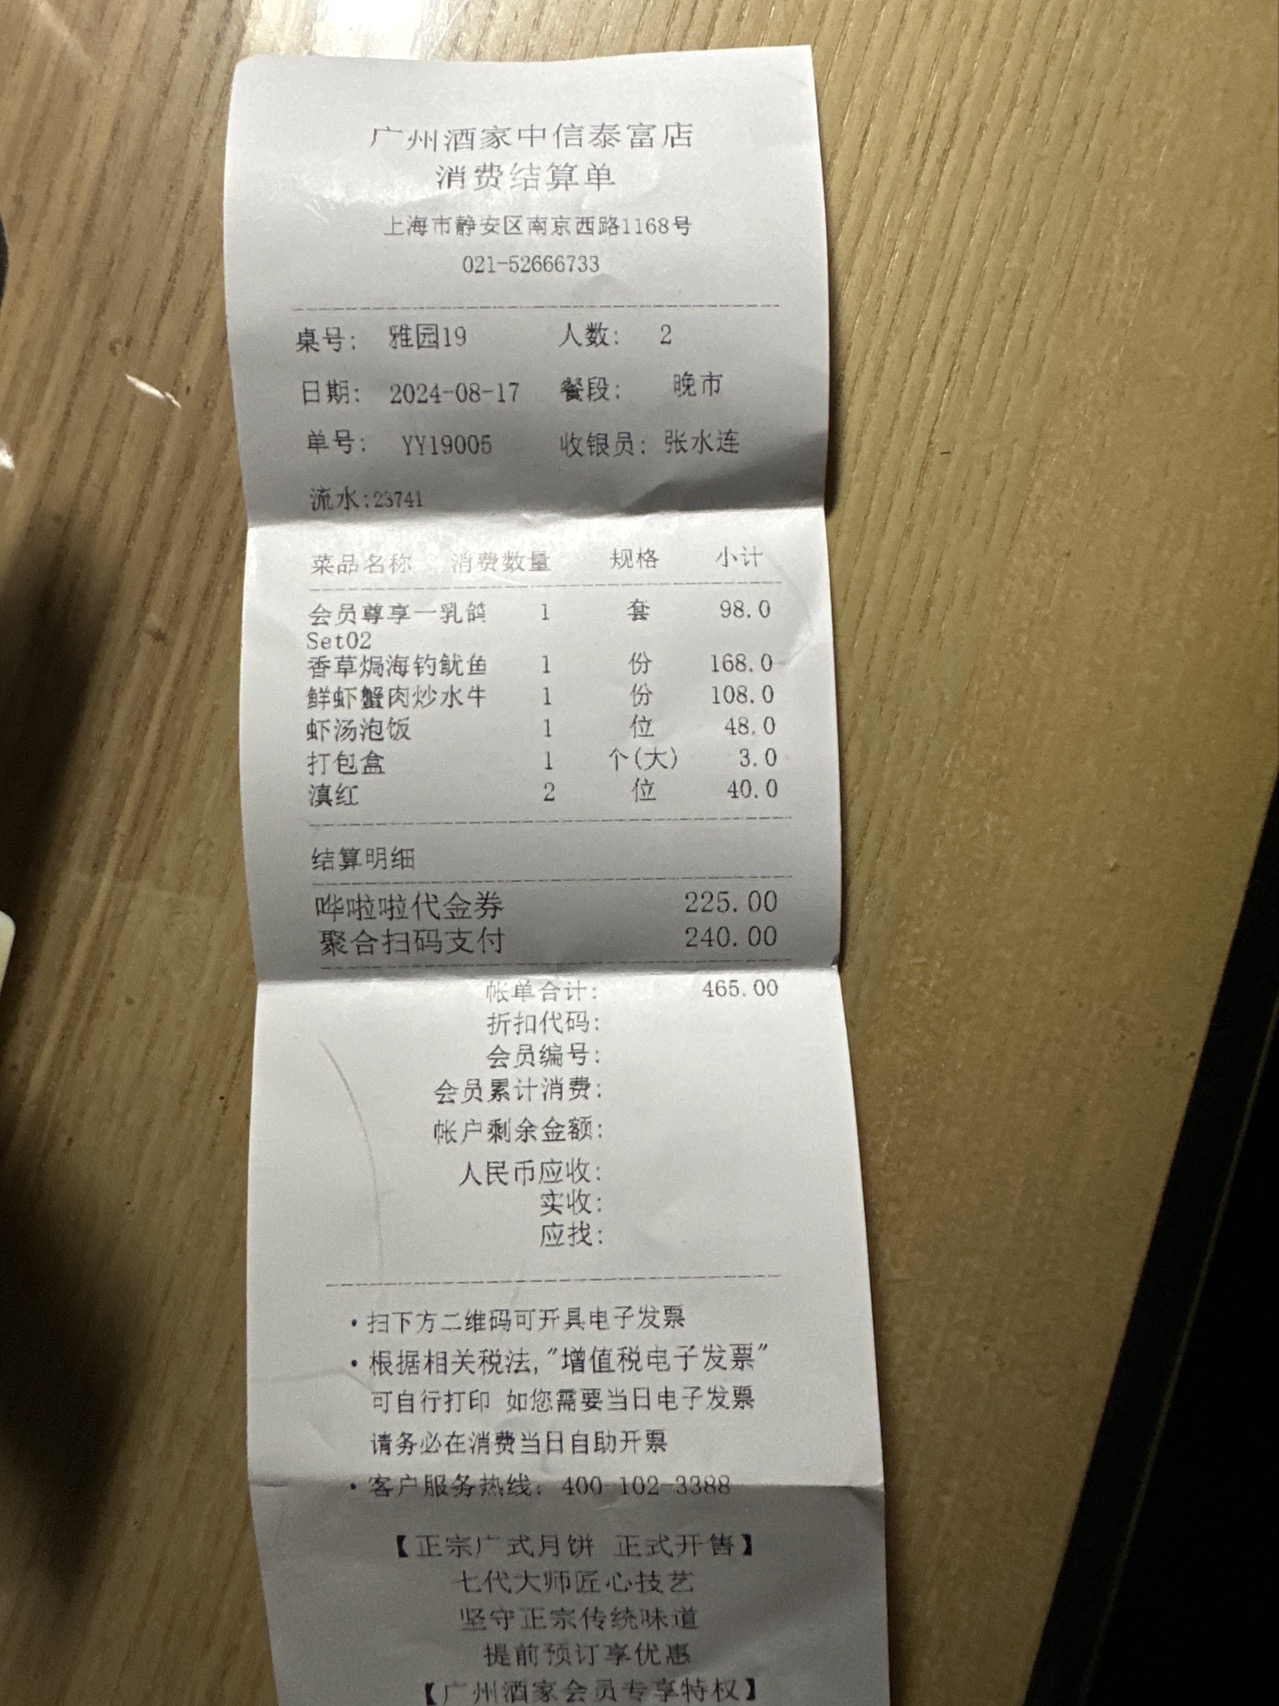 广州酒家中信泰富店
消费结算单
上海市静安区南京西路1168号
021-52666733
桌号: 雅园19 人数: 2
日期: 2024-08-17 餐段: 晚市
单号: YY19005 收银员: 张水连
流水:23741
菜品名称 消费数量 规格 小计
会员尊享一乳鸽 1 套 98.0
Set02
香草焗海钓鱿鱼 1 份 168.0
鲜虾蟹肉炒水牛 1 份 108.0
虾汤泡饭 1 位 48.0
打包盒 1 个(大) 3.0
滇红 2 位 40.0
结算明细
哗啦啦代金券 225.00
聚合扫码支付 240.00
帐单合计: 465.00
折扣代码:
会员编号:
会员累计消费:
帐户剩余金额:
人民币应收:
实收:
应找:
·扫下方二维码可开具电子发票
·根据相关税法,"增值税电子发票"
可自行打印 如您需要当日电子发票
请务必在消费当日自助开票
·客户服务热线: 400-102-3388
【正宗广式月饼 正式开售】
七代大师匠心技艺
坚守正宗传统味道
提前预订享优惠
【广州酒家会员专享特权】